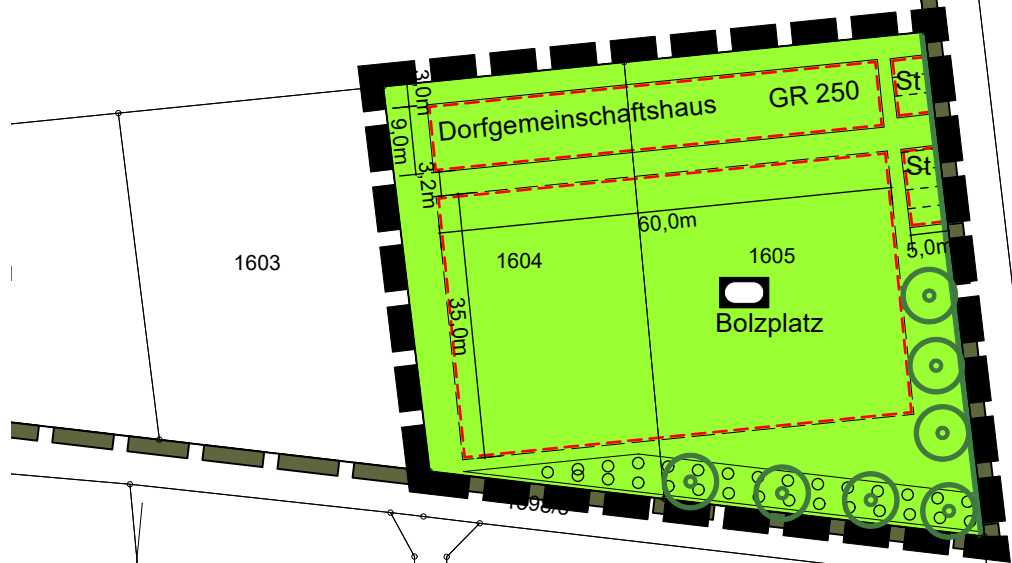 3,0m
Dorfgemeinschaftshaus
GR 250
St
9,0m
3,2m
St
60,0m
5,0m
1603
1604
1605
35,0m
Bolzplatz